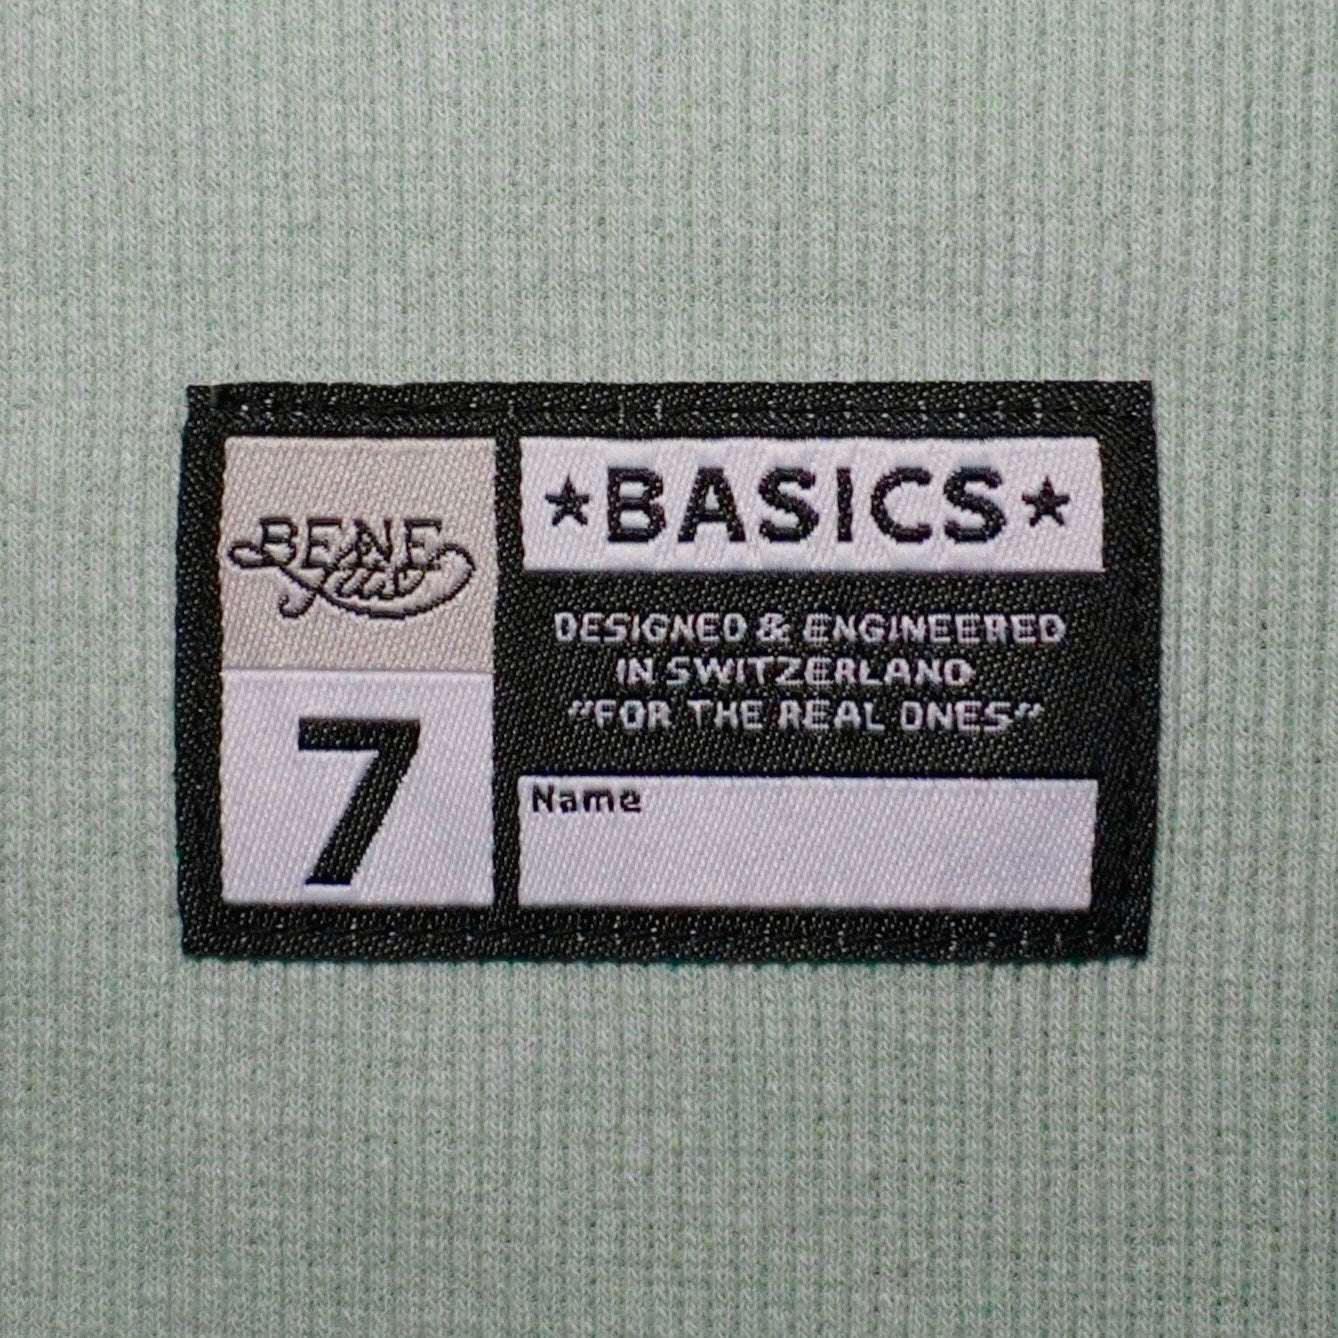 BENE
7
★BASICS★
DESIGNED & ENGINEERED
IN SWITZERLAND
"FOR THE REAL ONES"
Name